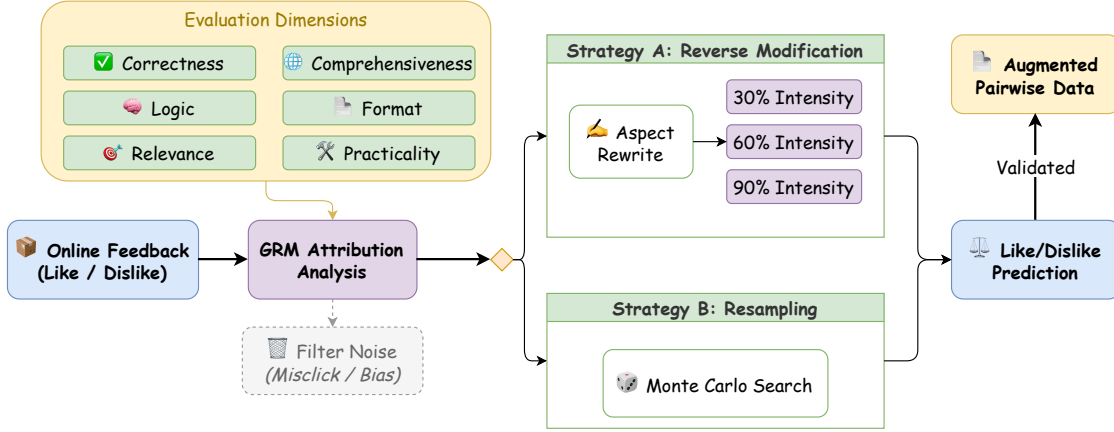 Evaluation Dimensions
Correctness
Comprehensiveness
Logic
Format
Relevance
Practicality
Online Feedback
(Like / Dislike)
GRM Attribution
Analysis
Filter Noise
(Misclick / Bias)
Strategy A: Reverse Modification
Aspect
Rewrite
30% Intensity
60% Intensity
90% Intensity
Strategy B: Resampling
Monte Carlo Search
Augmented
Pairwise Data
Validated
Like/Dislike
Prediction